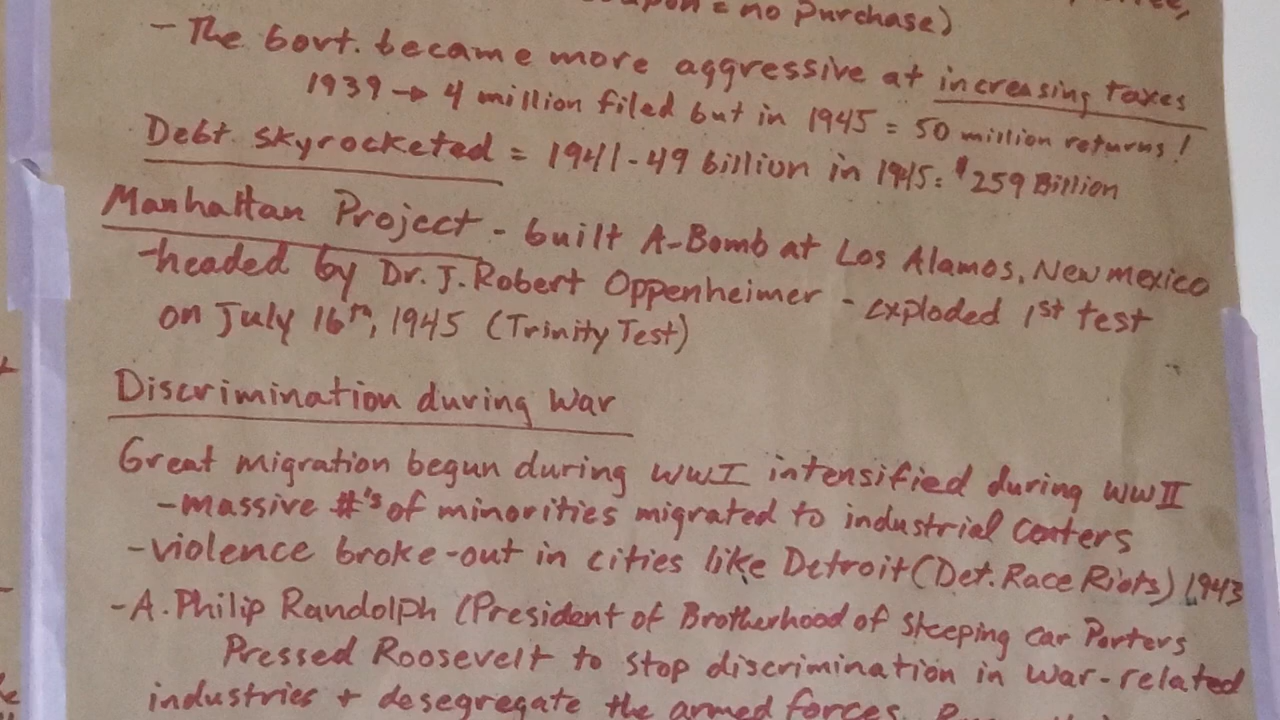 = no Purchase)
- The Govt. became more aggressive at increasing taxes
1939 → 4 million filed but in 1945 = 50 million returns!
Debt skyrocketed = 1941-49 billion in 1945: $259 Billion
Manhattan Project - built A-Bomb at Los Alamos, New mexico
-headed by Dr. J. Robert Oppenheimer - exploded 1st test
on July 16th, 1945 (Trinity Test)
Discrimination during War
Great migration begun during WWI intensified during WWII
-massive #'s of minorities migrated to industrial Centers
-violence broke-out in cities like Detroit (Det. Race Riots) 1943
-A. Philip Randolph (President of Brotherhood of Sleeping car Porters
Pressed Roosevelt to stop discrimination in war-related
industries + desegregate the armed forces.